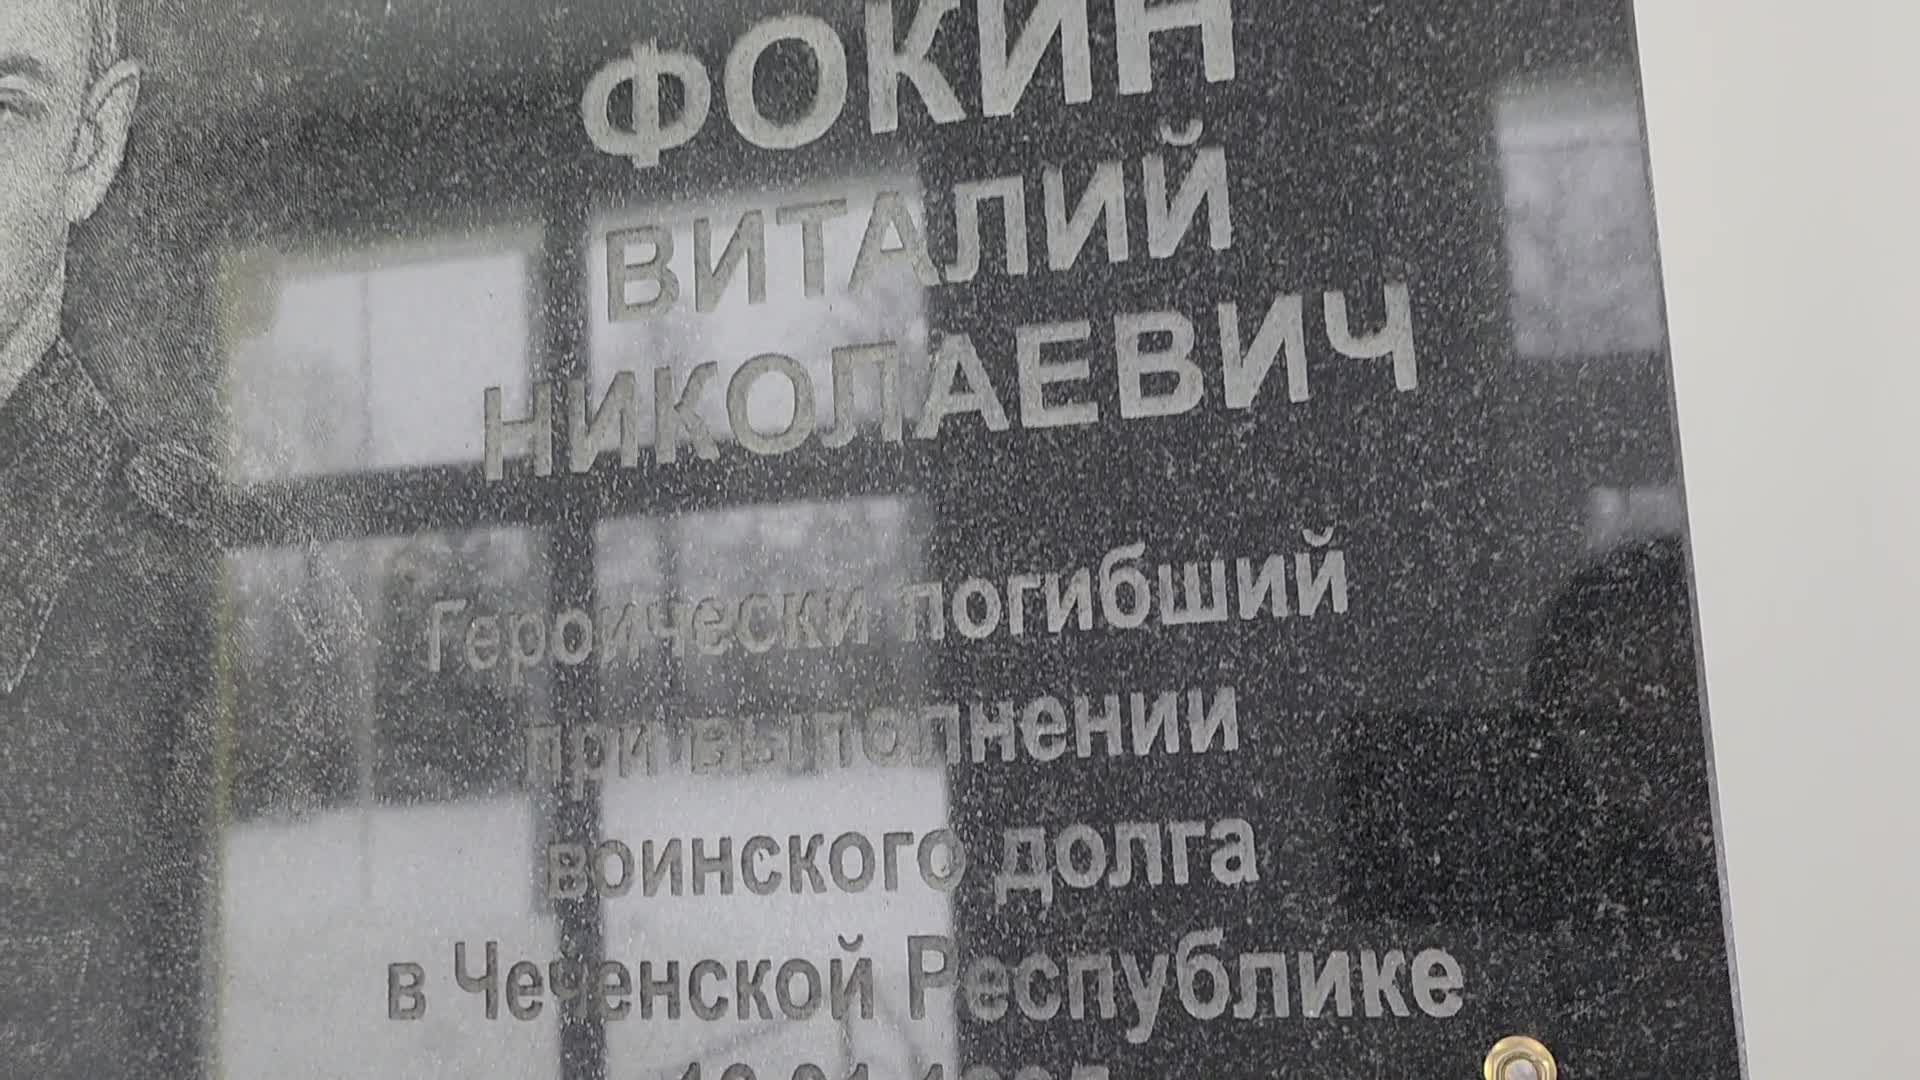 ФОКИН
ВИТАЛИЙ
НИКОЛАЕВИЧ
Героически погибший
при выполнении
воинского долга
в Чеченской Республике